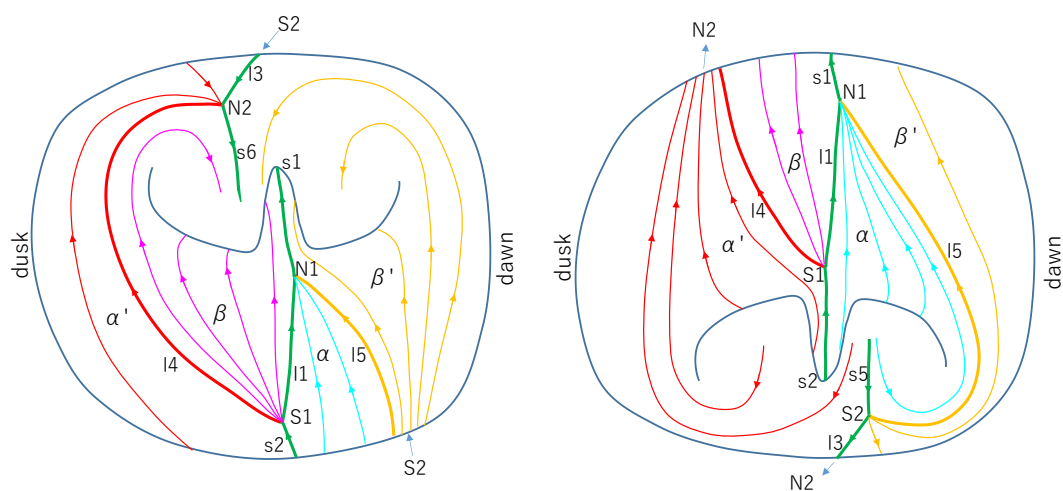 S2
l3
N2
s6
s1
dusk
dawn
N1
β'
α'
β
α
l5
l4
l1
S1
s2
S2
N2
s1
N1
β'
l1
β
l4
α'
α
l5
dusk
dawn
S1
s2
s5
S2
l3
N2